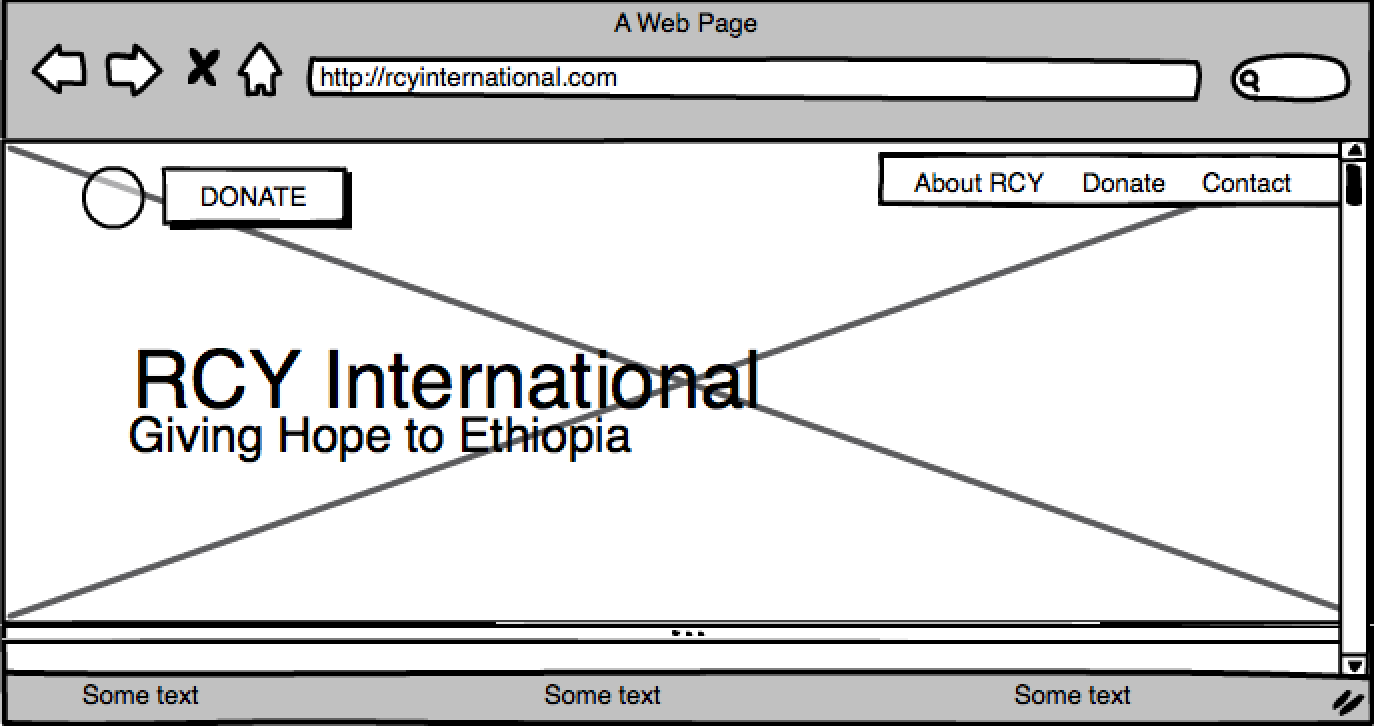 A Web Page
http://rcyinternational.com
DONATE
About RCY Donate Contact
RCY International
Giving Hope to Ethiopia
Some text Some text Some text